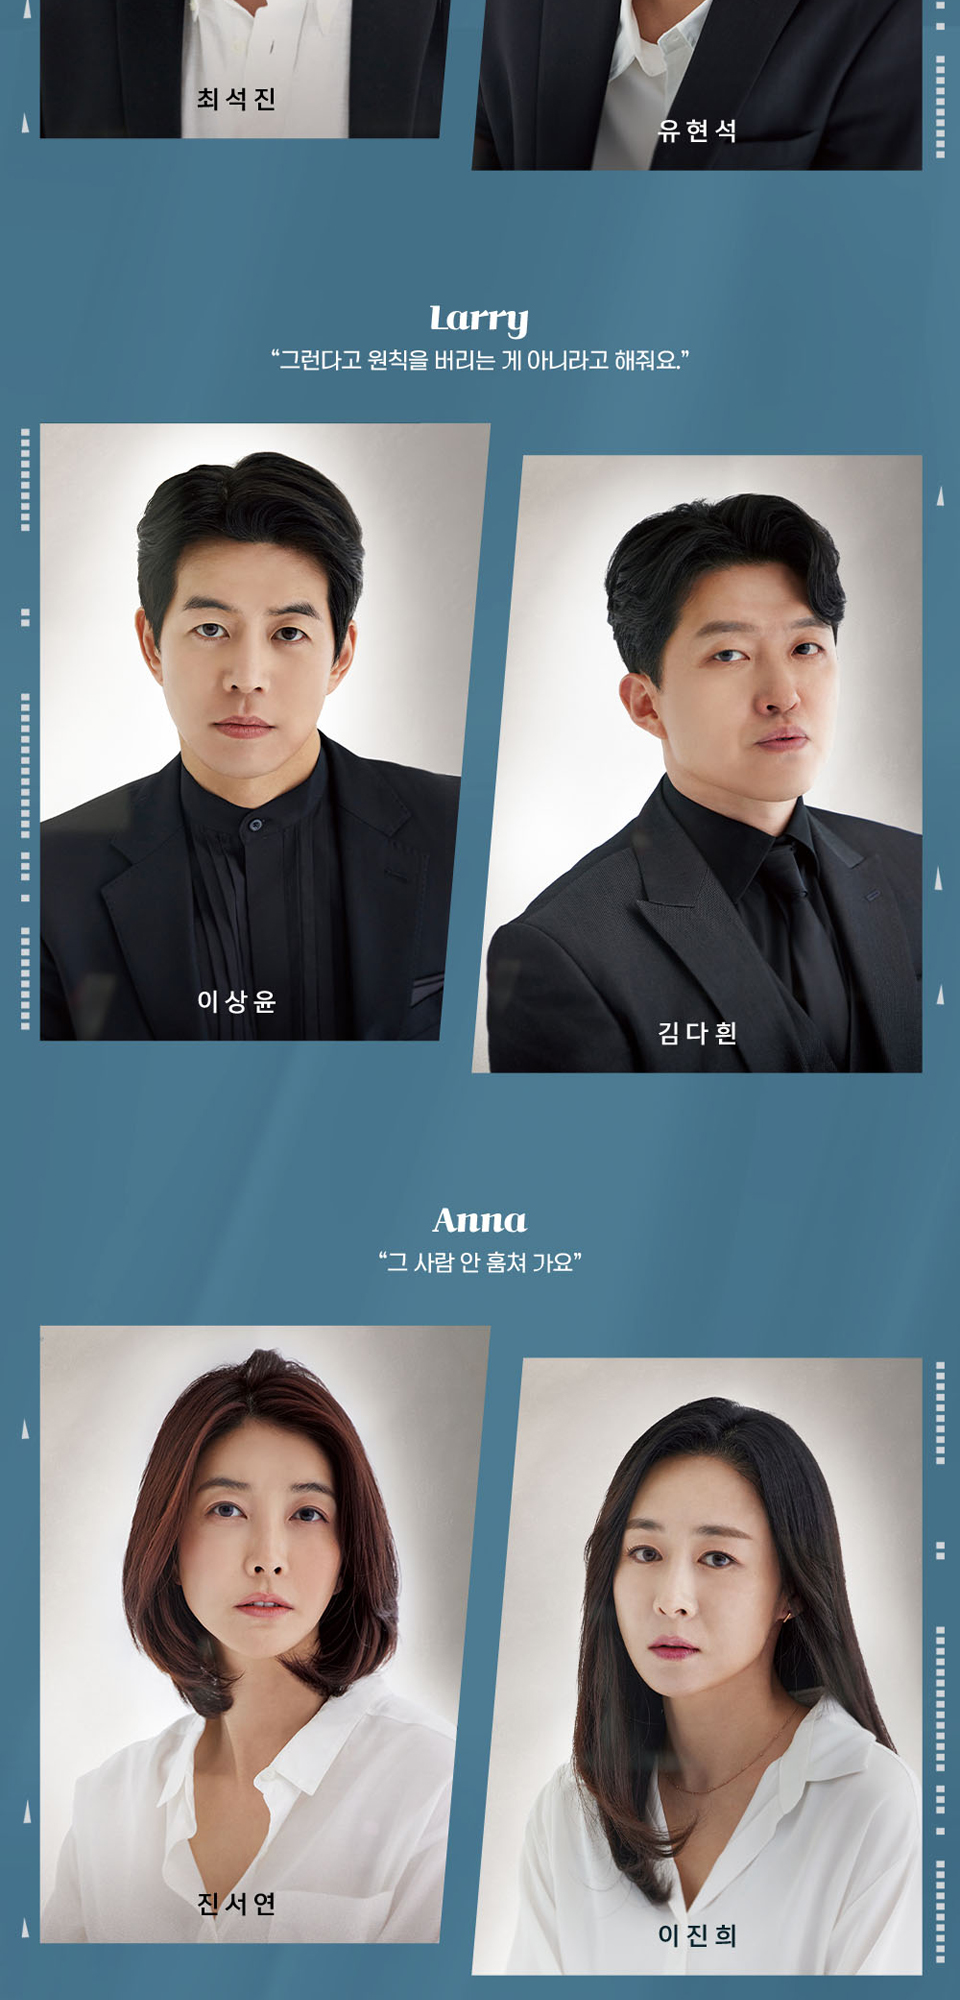 최석진
유현석
Larry
“그런다고 원칙을 버리는 게 아니라고 해줘요.”
이상윤
김다흰
Anna
“그 사람 안 훔쳐 가요”
진서연
이진희